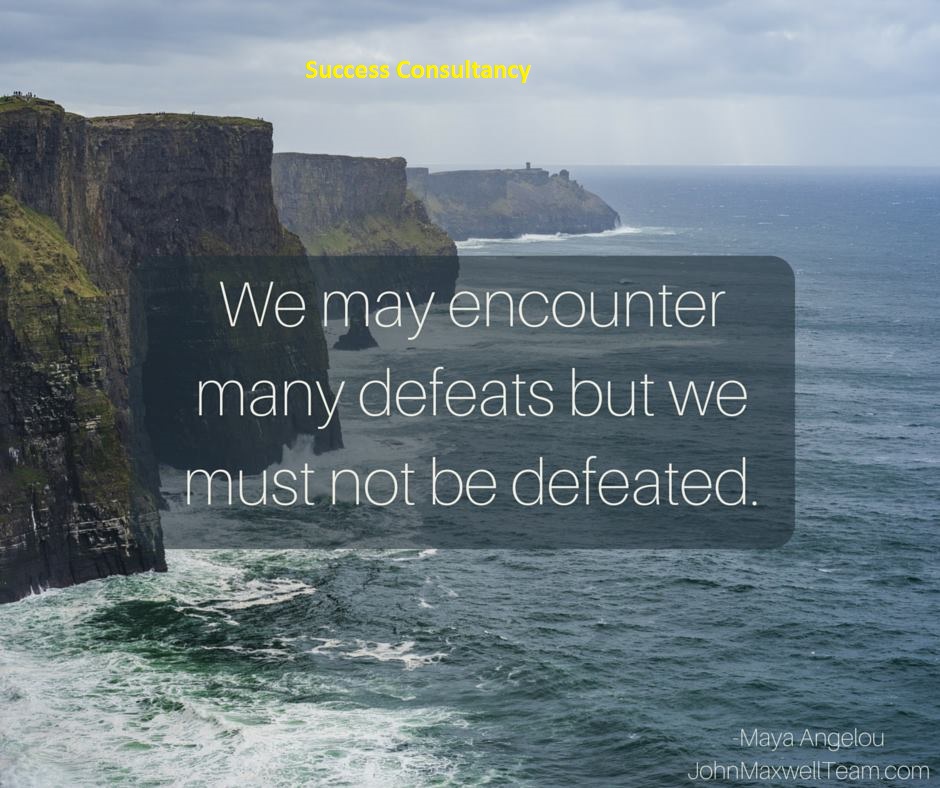 Success Consultancy
We may encounter
many defeats but we
must not be defeated.
-Maya Angelou
JohnMaxwellTeam.com